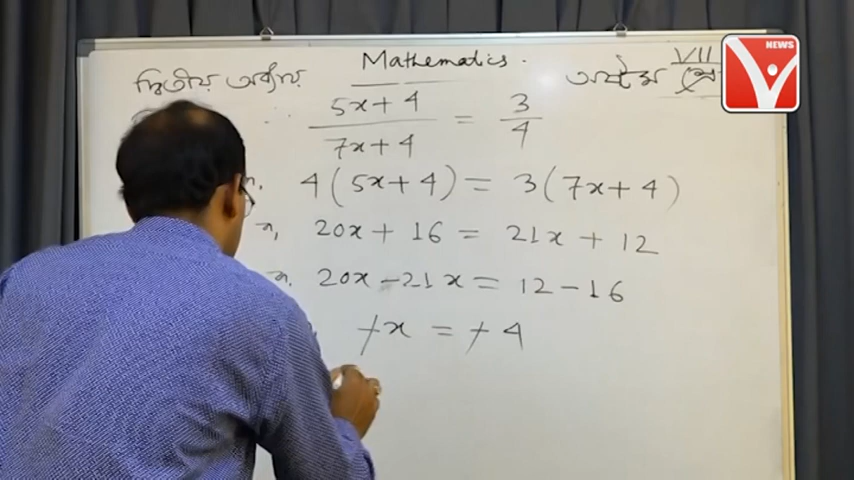 Mathematics.
দ্বিতীয় অধ্যায়
অষ্টম VII
NEWS
V
5x + 4 / 7x + 4 = 3 / 4
4 (5x + 4) = 3 (7x + 4)
20x + 16 = 21x + 12
20x - 21x = 12 - 16
-x = -4